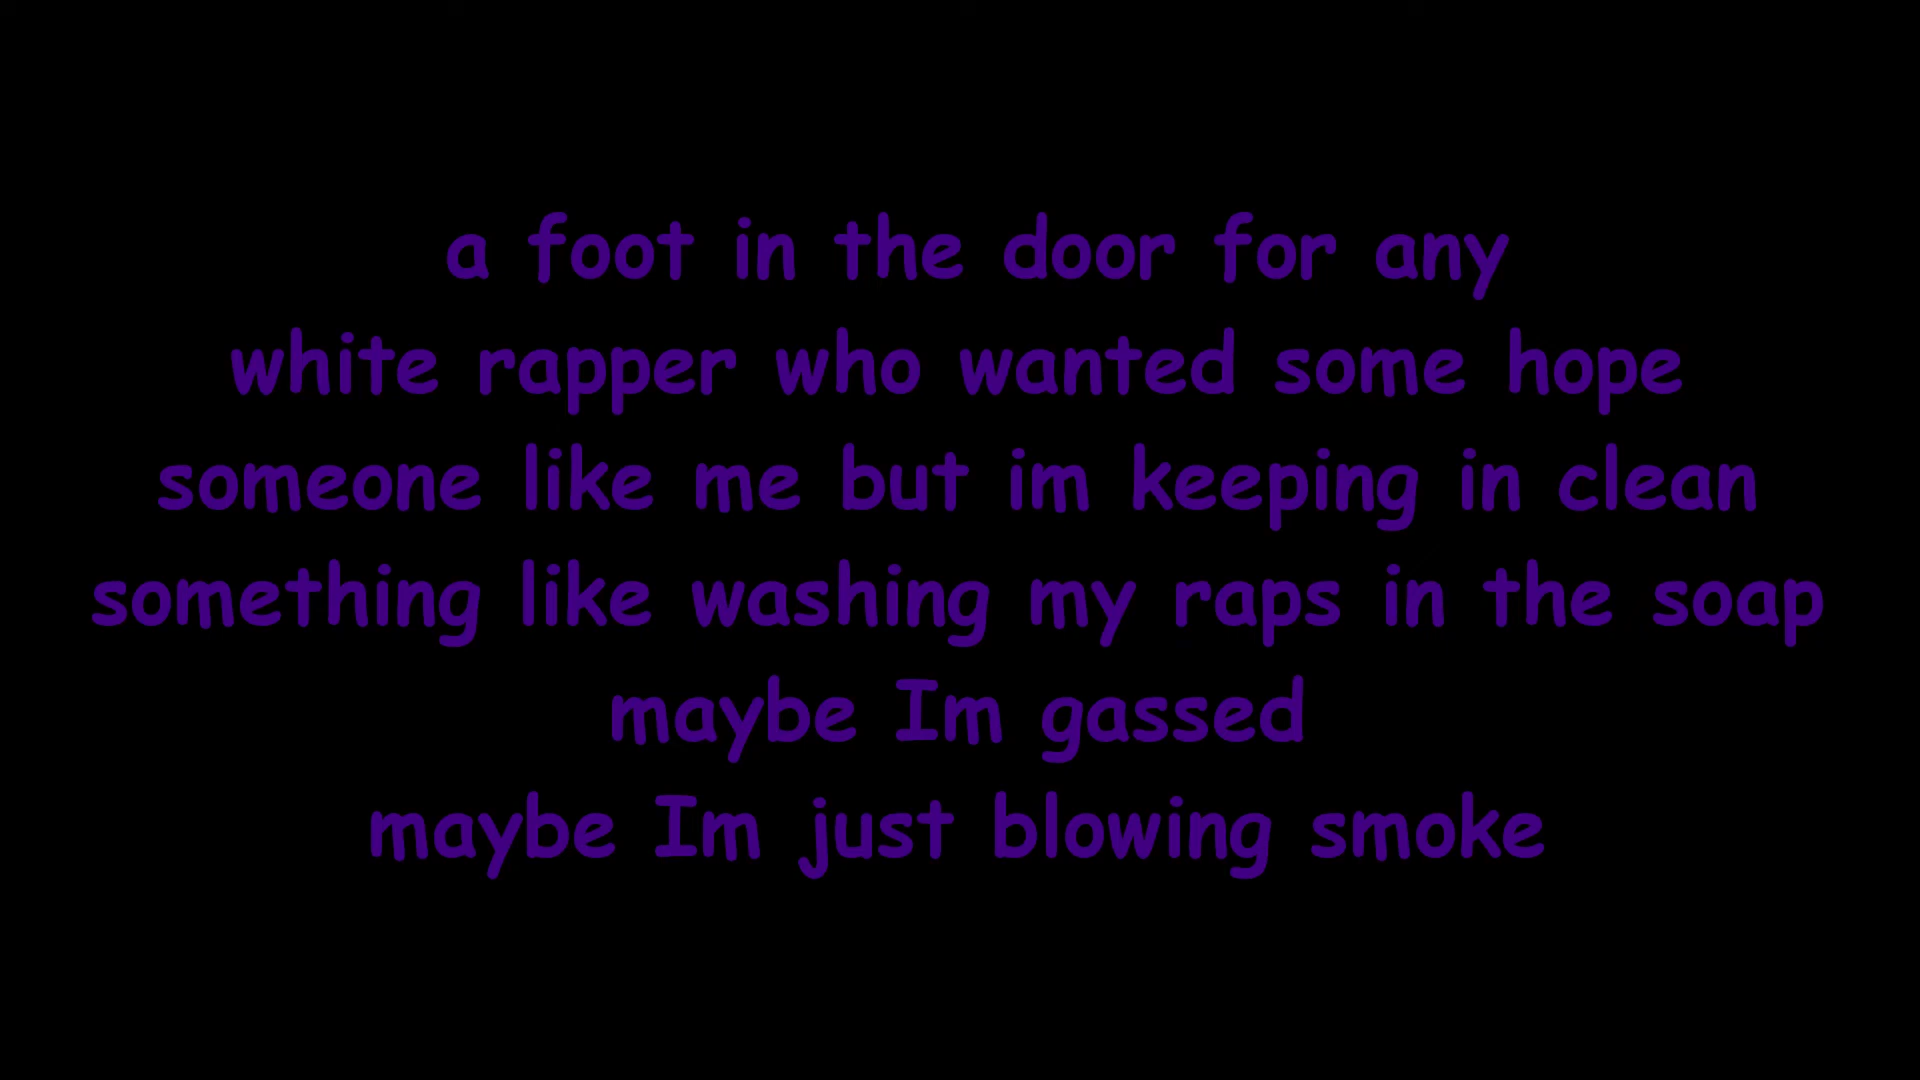 a foot in the door for any
white rapper who wanted some hope
someone like me but im keeping in clean
something like washing my raps in the soap
maybe Im gassed
maybe Im just blowing smoke